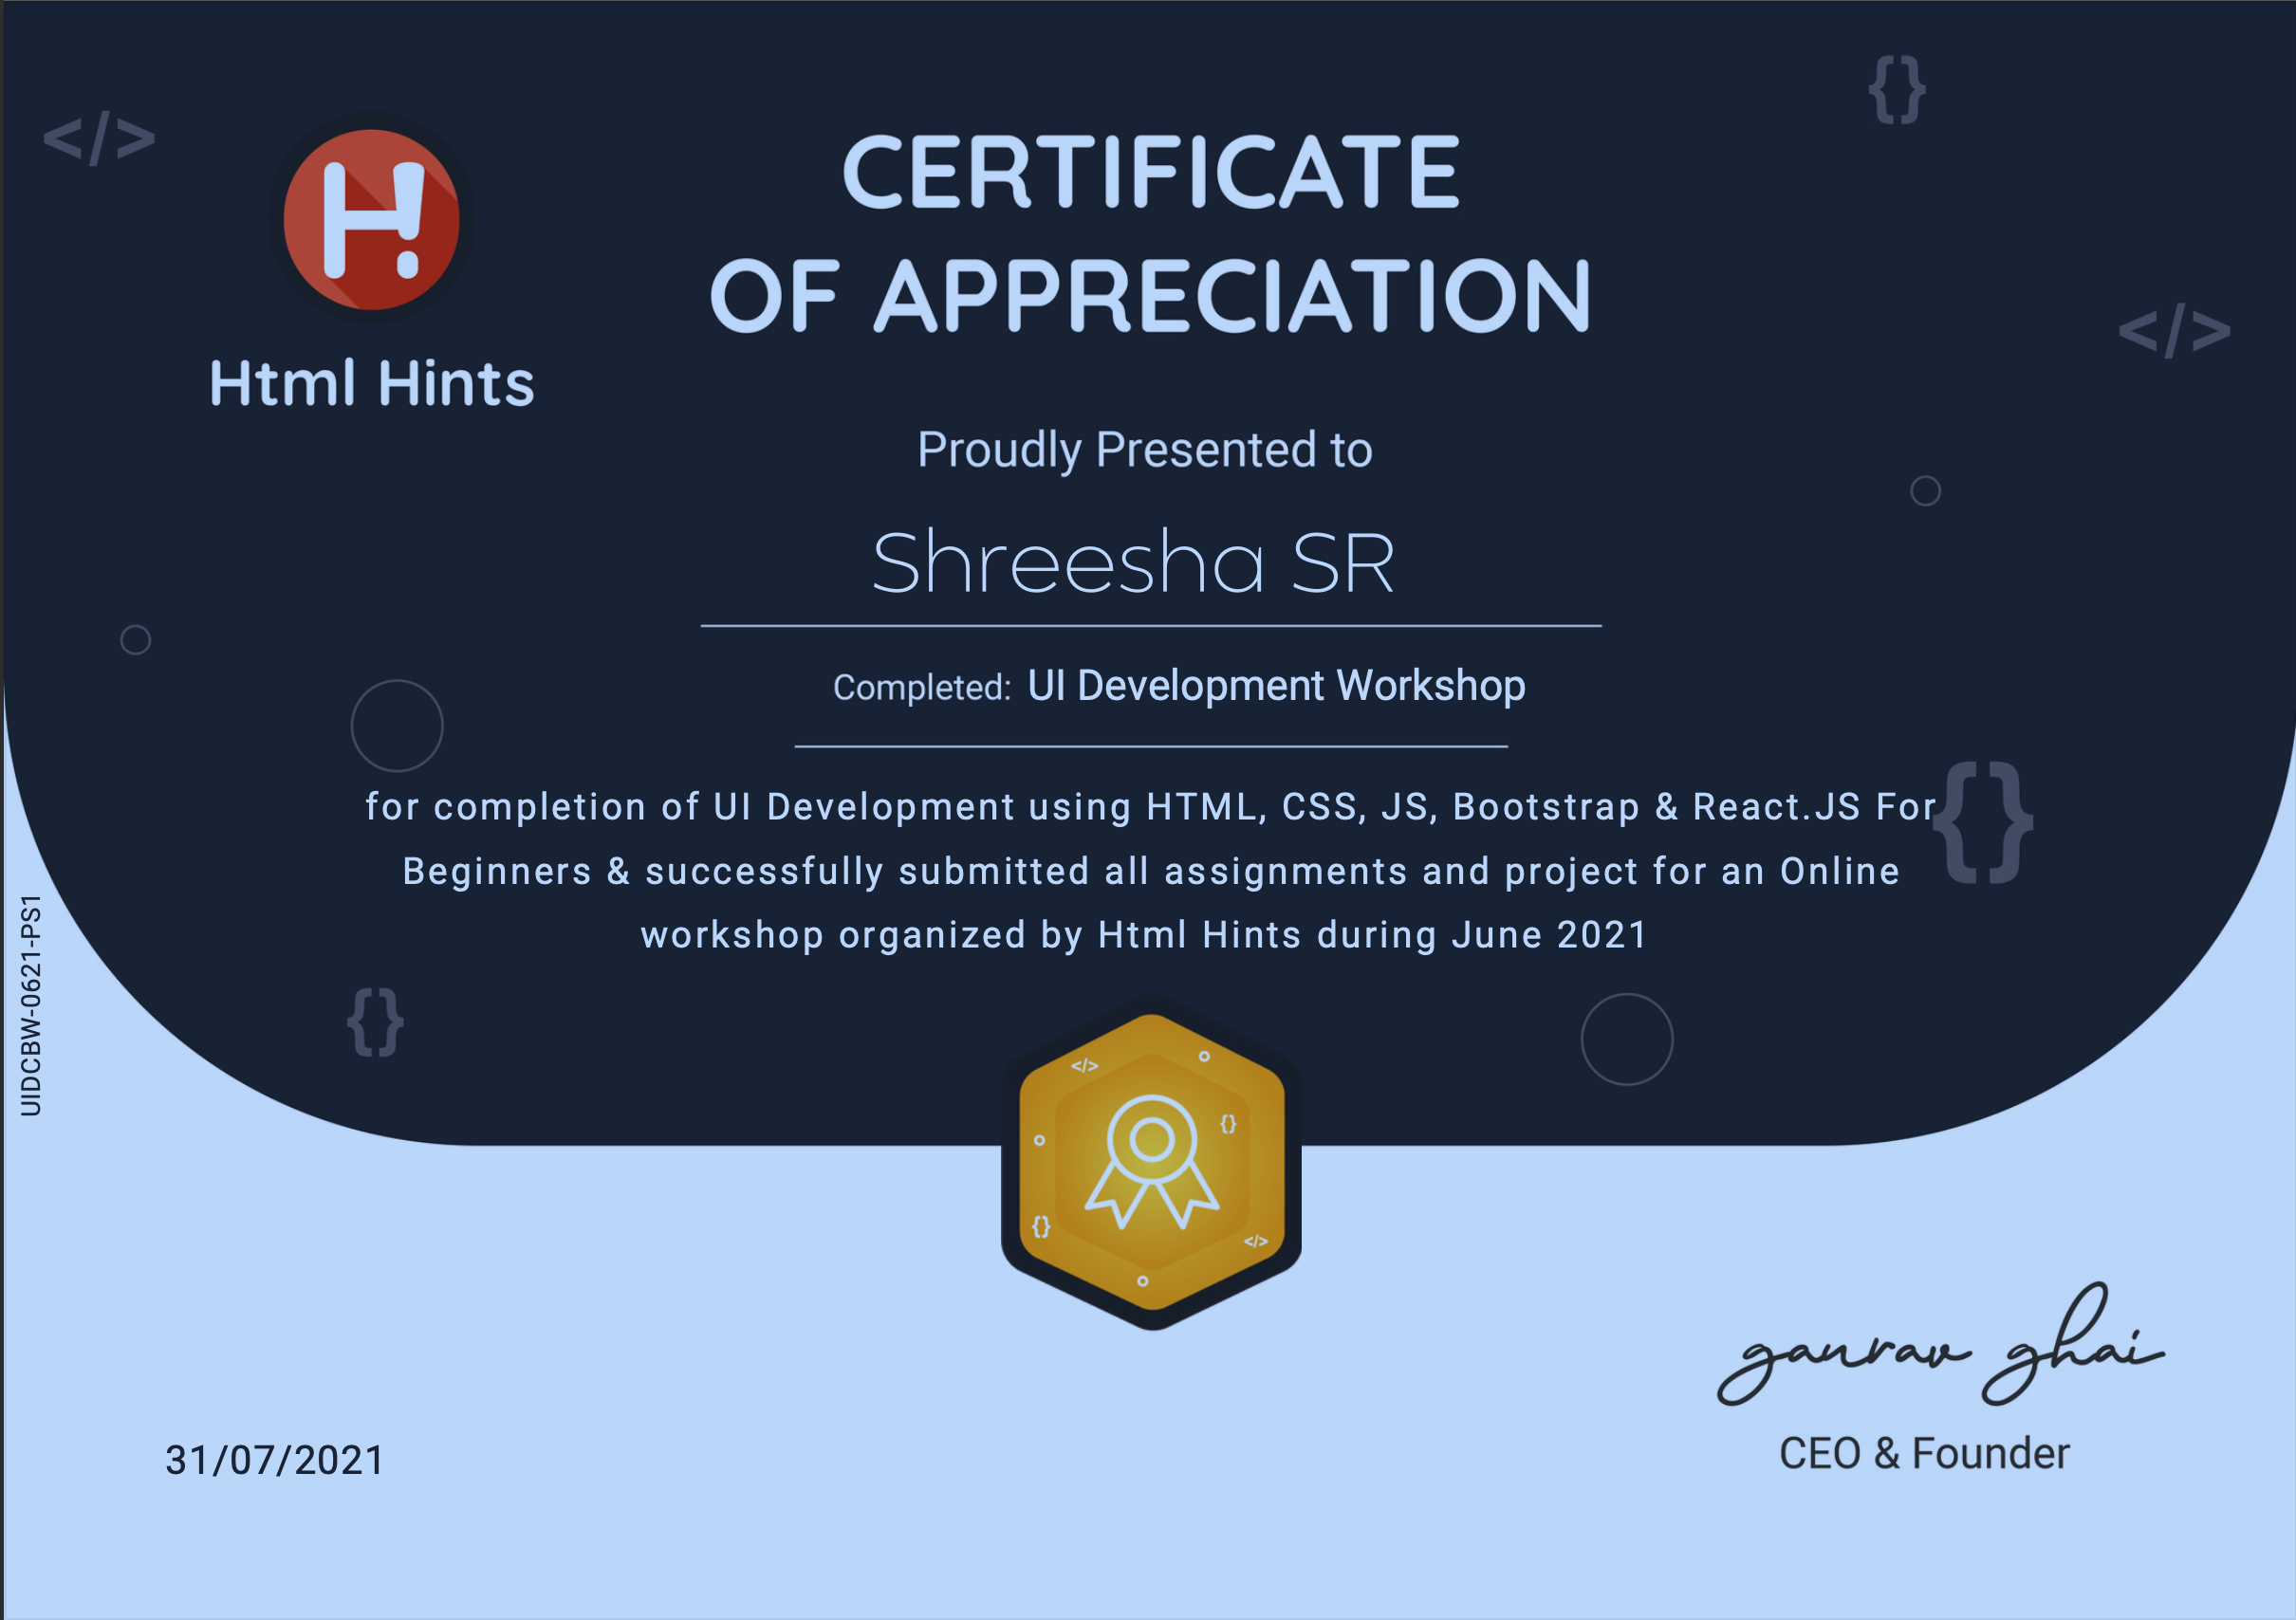 </>
{}
H!
Html Hints
CERTIFICATE
OF APPRECIATION
</>
Proudly Presented to
Shreesha SR
Completed: UI Development Workshop
for completion of UI Development using HTML, CSS, JS, Bootstrap & React.JS For
{}
Beginners & successfully submitted all assignments and project for an Online
workshop organized by Html Hints during June 2021
UIDCBW-0621-PS1
{}
</>
{}
{}
</>
gaurav ghai
CEO & Founder
31/07/2021